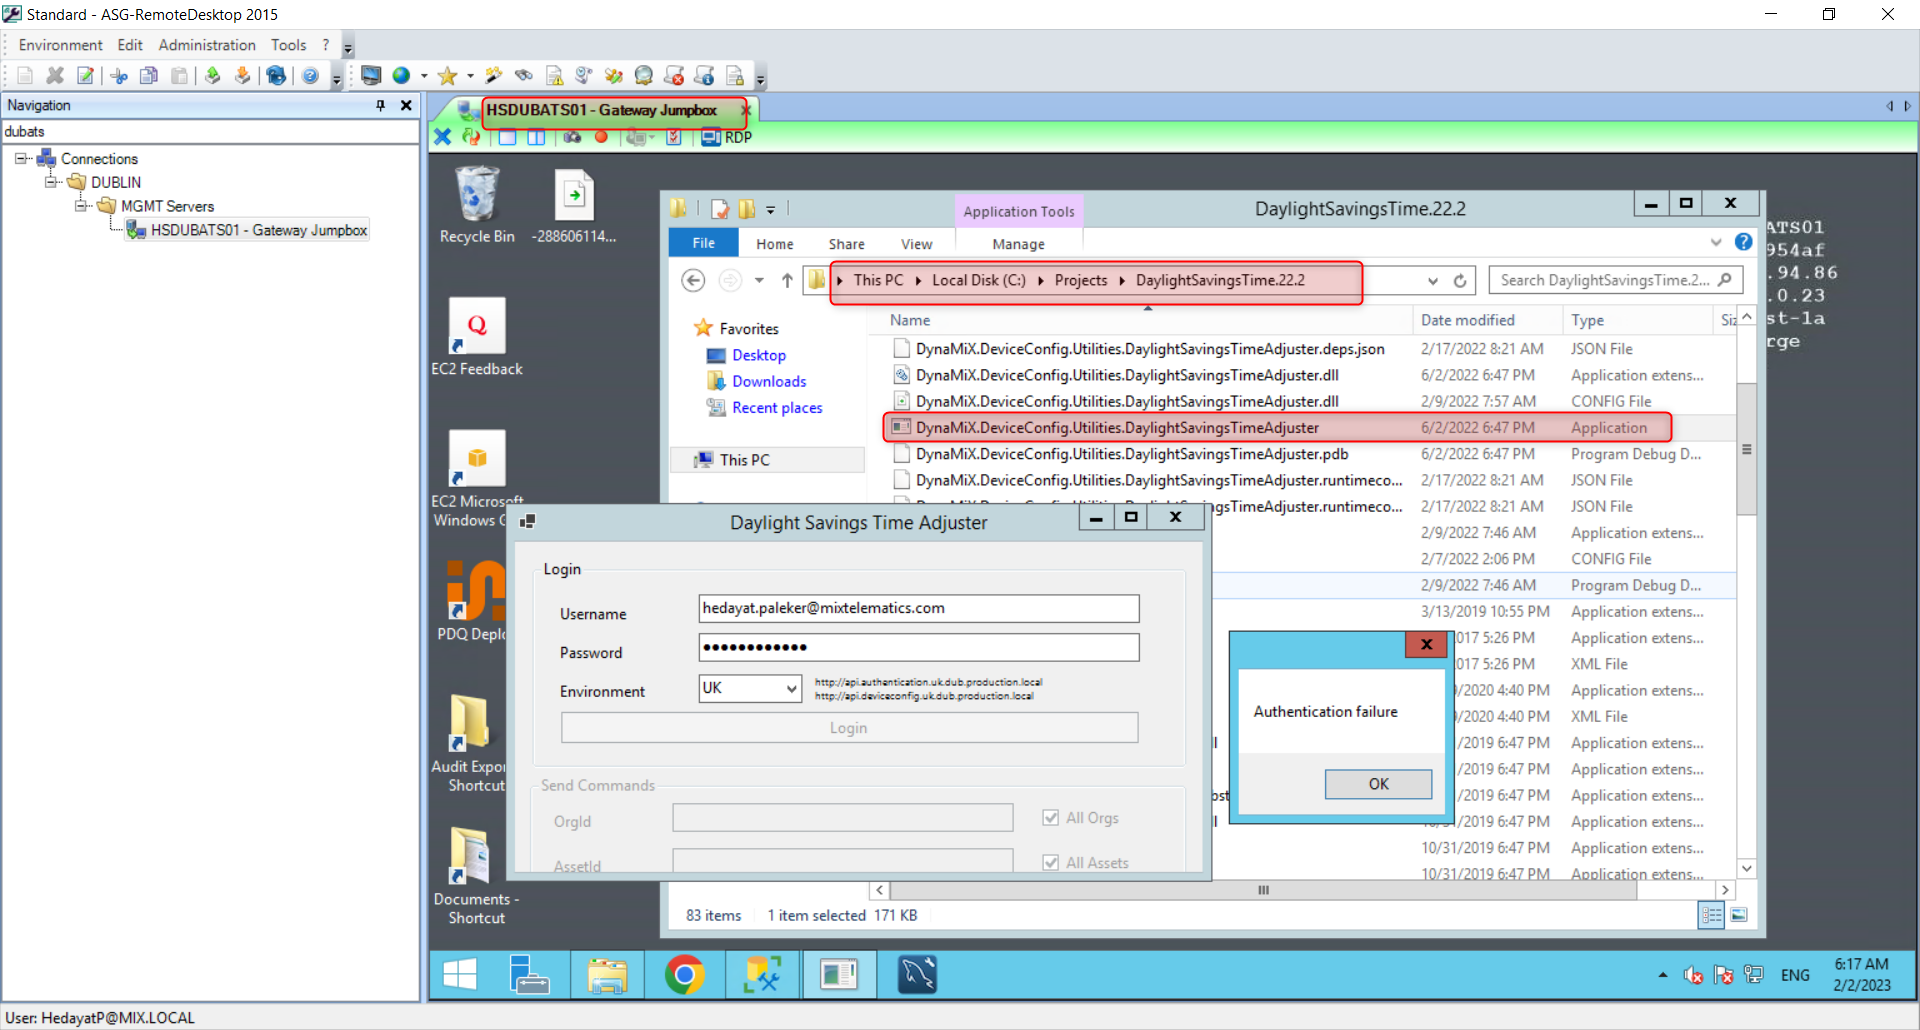 Standard - ASG-RemoteDesktop 2015
Environment Edit Administration Tools ?
Navigation
dubats
Connections
DUBLIN
MGMT Servers
HSDUBATS01 - Gateway Jumpbox
HSDUBATS01 - Gateway Jumpbox
RDP
Recycle Bin
-288606114...
EC2 Feedback
EC2 Microsoft
Windows
PDQ Deplo
Audit Expor
Shortcut
Documents -
Shortcut
ATS01
954af
.94.86
.0.23
st-1a
rge
Application Tools
DaylightSavingsTime.22.2
File Home Share View Manage
This PC Local Disk (C:) Projects DaylightSavingsTime.22.2
Search DaylightSavingsTime.2...
Favorites
Desktop
Downloads
Recent places
This PC
Name Date modified Type Siz
DynaMiX.DeviceConfig.Utilities.DaylightSavingsTimeAdjuster.deps.json 2/17/2022 8:21 AM JSON File
DynaMiX.DeviceConfig.Utilities.DaylightSavingsTimeAdjuster.dll 6/2/2022 6:47 PM Application extens...
DynaMiX.DeviceConfig.Utilities.DaylightSavingsTimeAdjuster.dll 2/9/2022 7:57 AM CONFIG File
DynaMiX.DeviceConfig.Utilities.DaylightSavingsTimeAdjuster 6/2/2022 6:47 PM Application
DynaMiX.DeviceConfig.Utilities.DaylightSavingsTimeAdjuster.pdb 6/2/2022 6:47 PM Program Debug D...
DynaMiX.DeviceConfig.Utilities.DaylightSavingsTimeAdjuster.runtimeco... 2/17/2022 8:21 AM JSON File
ngsTimeAdjuster.runtimeco... 2/17/2022 8:21 AM JSON File
2/9/2022 7:46 AM Application extens...
2/7/2022 2:06 PM CONFIG File
2/9/2022 7:46 AM Program Debug D...
3/13/2019 10:55 PM Application extens...
017 5:26 PM Application extens...
017 5:26 PM XML File
/2020 4:40 PM Application extens...
/2020 4:40 PM XML File
/2019 6:47 PM Application extens...
/2019 6:47 PM Application extens...
/2019 6:47 PM Application extens...
/2019 6:47 PM Application extens...
10/31/2019 6:47 PM Application extens...
10/31/2019 6:47 PM Application extens...
83 items 1 item selected 171 KB
Daylight Savings Time Adjuster
Login
Username hedayat.paleker@mixtelematics.com
Password ●●●●●●●●●●●●
Environment UK
http://api.authentication.uk.dub.production.local
http://api.deviceconfig.uk.dub.production.local
Login
Send Commands
OrgId All Orgs
AssetId All Assets
Authentication failure
OK
ENG
6:17 AM
2/2/2023
User: HedayatP@MIX.LOCAL